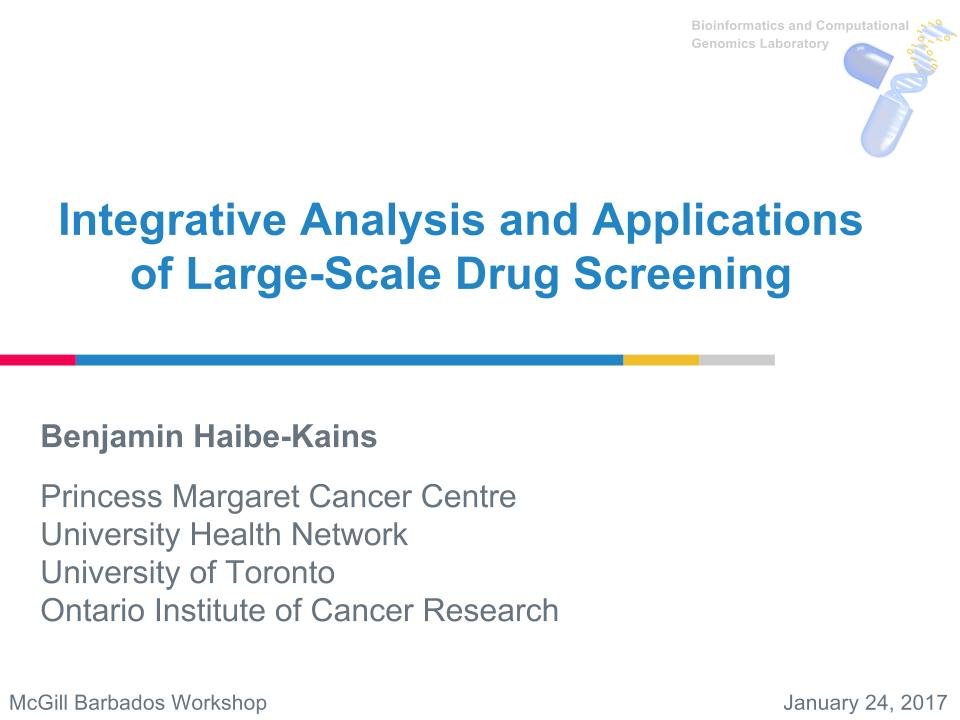 Bioinformatics and Computational
Genomics Laboratory
Integrative Analysis and Applications
of Large-Scale Drug Screening
Benjamin Haibe-Kains
Princess Margaret Cancer Centre
University Health Network
University of Toronto
Ontario Institute of Cancer Research
McGill Barbados Workshop
January 24, 2017